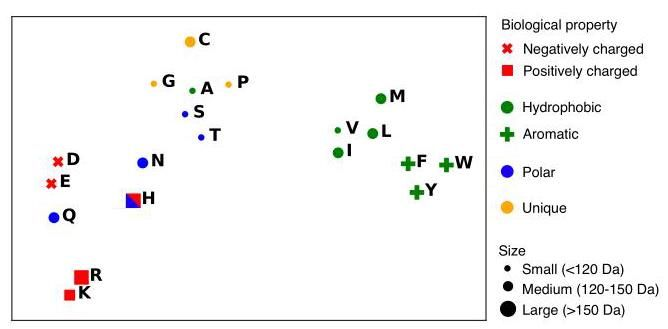 C
G
A
P
S
T
M
V
L
I
F
W
Y
D
E
N
H
Q
R
K
Biological property
Negatively charged
Positively charged
Hydrophobic
Aromatic
Polar
Unique
Size
Small (<120 Da)
Medium (120-150 Da)
Large (>150 Da)